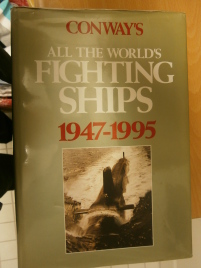 CONWAY'S
ALL THE WORLD'S
FIGHTING
SHIPS
1947-1995